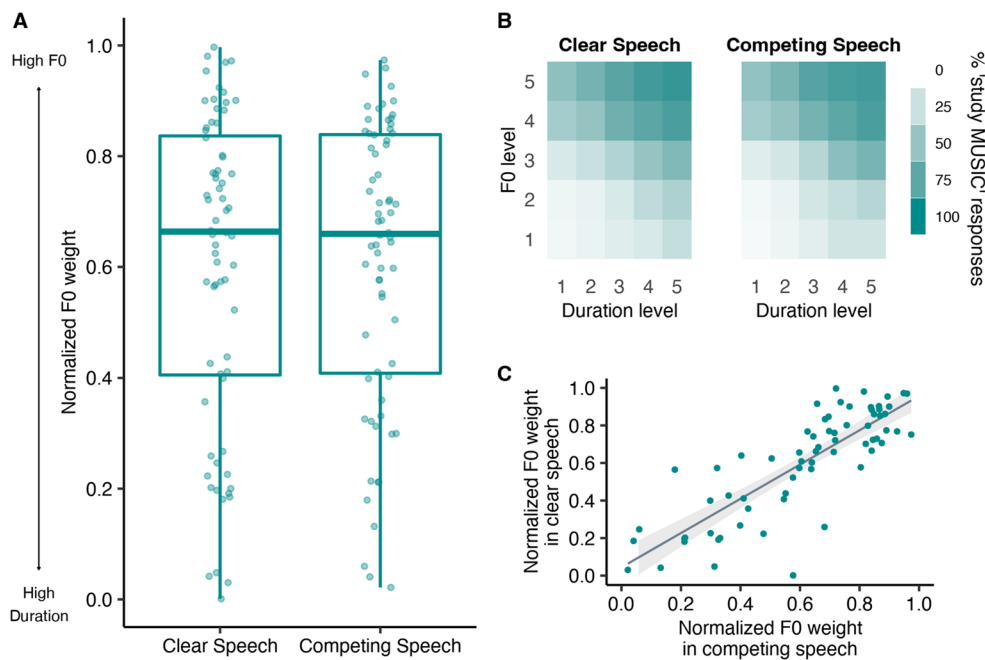 A
High F0
High
Duration
Normalized F0 weight
1.0
0.8
0.6
0.4
0.2
0.0
Clear Speech
Competing Speech
B
Clear Speech
Competing Speech
F0 level
5
4
3
2
1
1 2 3 4 5
Duration level
1 2 3 4 5
Duration level
0
25
50
75
100
% 'study MUSIC' responses
C
Normalized F0 weight
in clear speech
1.0
0.8
0.6
0.4
0.2
0.0
0.0 0.2 0.4 0.6 0.8 1.0
Normalized F0 weight
in competing speech